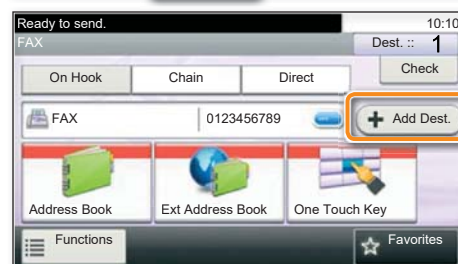 Ready to send. 10:10
FAX Dest. :: 1
On Hook Chain Direct Check
FAX 0123456789 Add Dest.
Address Book Ext Address Book One Touch Key
Functions Favorites